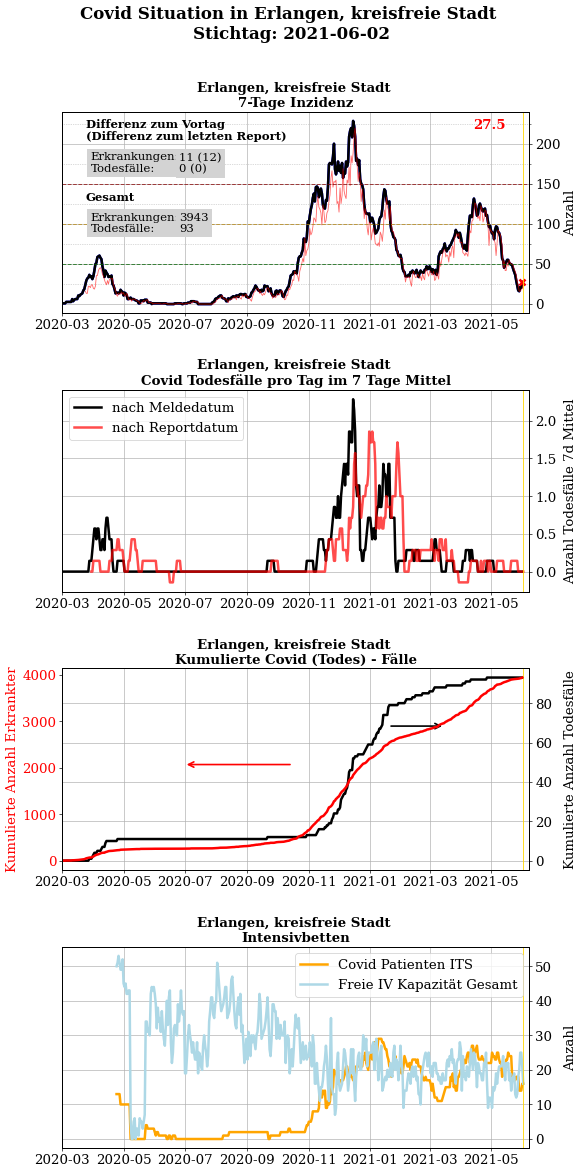 Covid Situation in Erlangen, kreisfreie Stadt
Stichtag: 2021-06-02
Erlangen, kreisfreie Stadt
7-Tage Inzidenz
Differenz zum Vortag
(Differenz zum letzten Report)
27.5
Erkrankungen 11 (12)
Todesfälle: 0 (0)
Gesamt
Erkrankungen 3943
Todesfälle: 93
200
150
100
50
0
Anzahl
2020-03 2020-05 2020-07 2020-09 2020-11 2021-01 2021-03 2021-05
Erlangen, kreisfreie Stadt
Covid Todesfälle pro Tag im 7 Tage Mittel
nach Meldedatum
nach Reportdatum
2.0
1.5
1.0
0.5
0.0
Anzahl Todesfälle 7d Mittel
2020-03 2020-05 2020-07 2020-09 2020-11 2021-01 2021-03 2021-05
Erlangen, kreisfreie Stadt
Kumulierte Covid (Todes) - Fälle
Kumulierte Anzahl Erkrankter
4000
3000
2000
1000
0
80
60
40
20
0
Kumulierte Anzahl Todesfälle
2020-03 2020-05 2020-07 2020-09 2020-11 2021-01 2021-03 2021-05
Erlangen, kreisfreie Stadt
Intensivbetten
Covid Patienten ITS
Freie IV Kapazität Gesamt
50
40
30
20
10
0
Anzahl
2020-03 2020-05 2020-07 2020-09 2020-11 2021-01 2021-03 2021-05